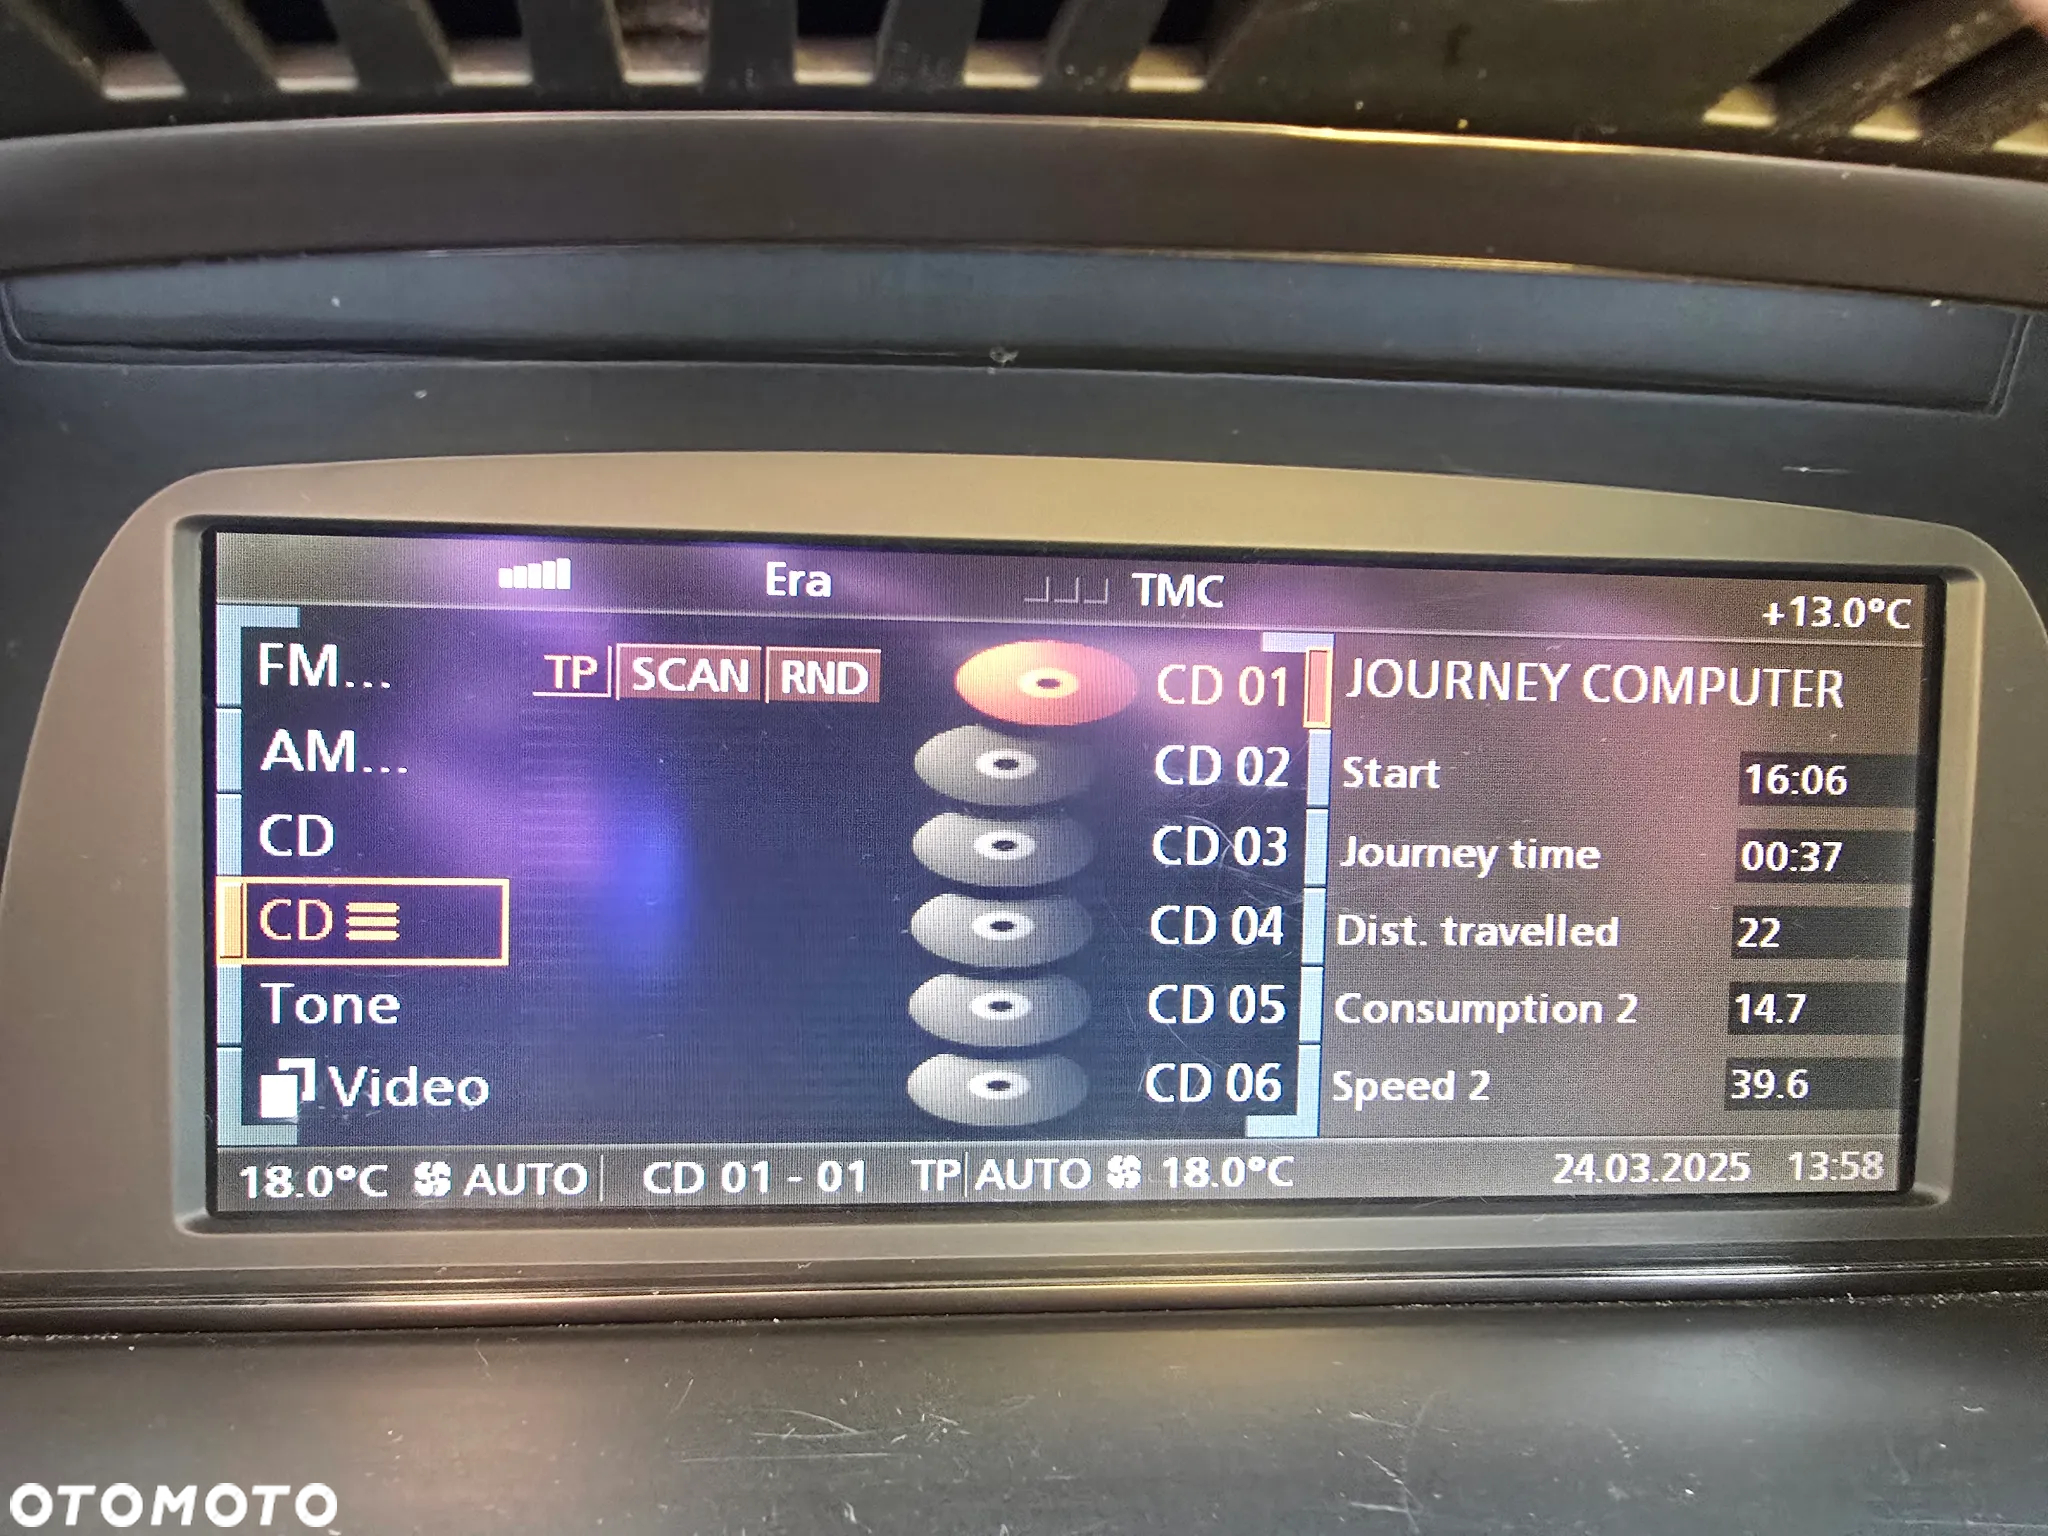 Era TMC
+13.0°C
FM...
AM...
CD
CD
Tone
Video
TP SCAN RND
CD 01
CD 02
CD 03
CD 04
CD 05
CD 06
JOURNEY COMPUTER
Start 16:06
Journey time 00:37
Dist. travelled 22
Consumption 2 14.7
Speed 2 39.6
18.0°C AUTO CD 01 - 01 TP AUTO 18.0°C 24.03.2025 13:58
OTOMOTO